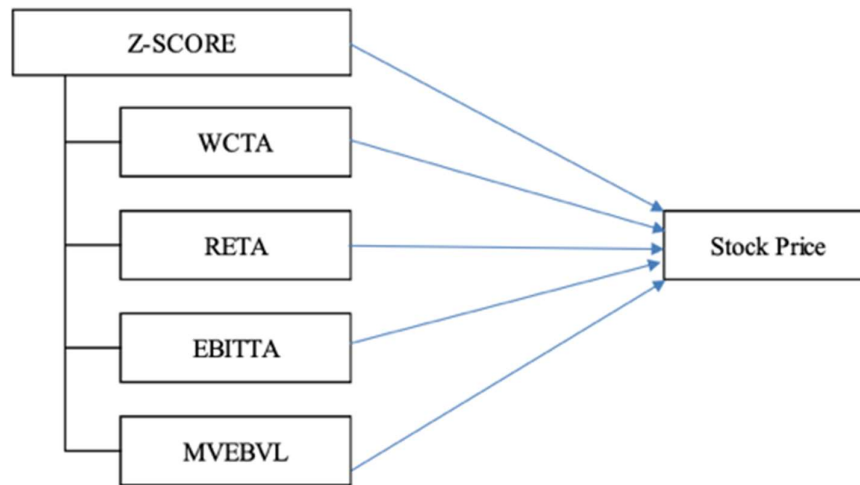 Z-SCORE
WCTA
RETA
EBITTA
MVEBVL
Stock Price